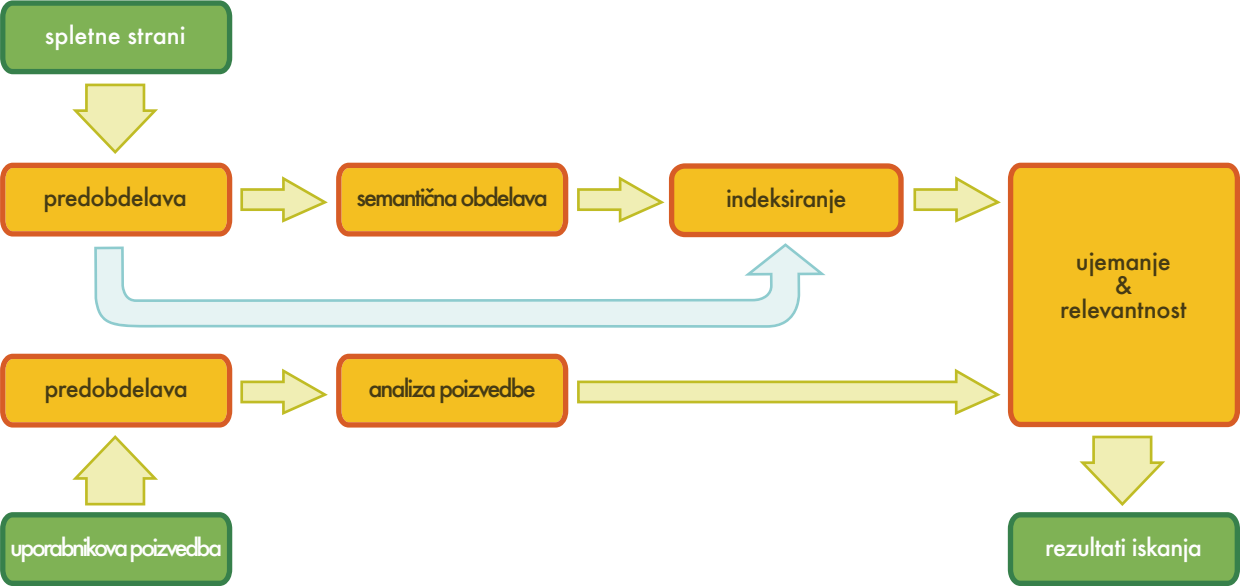 spletne strani
predobdelava
semantična obdelava
indeksiranje
ujemanje
&
relevantnost
predobdelava
analiza poizvedbe
uporabnikova poizvedba
rezultati iskanja